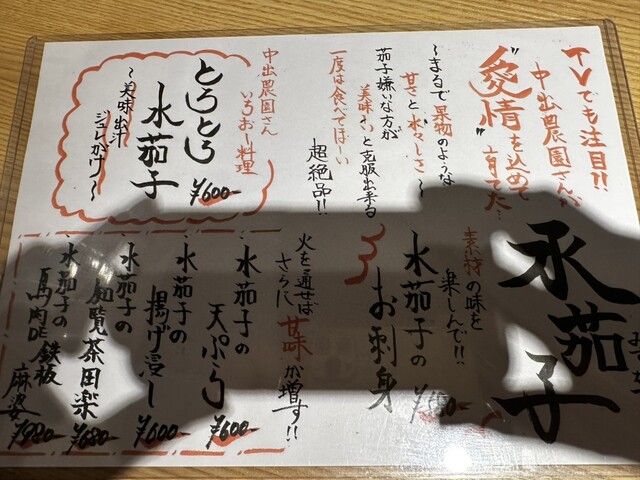 TVでも注目!!
中出農園さんが
"愛情"を込めて
育てた
水茄子
〜まるで果物のような
甘さと水々しさ〜
茄子嫌いな方が
美味しいと克服出来る
一度は食べてほしい
超絶品!!
中出農園さん
いちおし料理
とろとろ
水茄子
¥600-
〜美味出汁
ジュレがけ〜
素材の味を
楽しんで!!
水茄子の
お刺身
火を通せば
さらに甘味が増す!!
水茄子の
天ぷら
¥600-
水茄子の
揚げ浸し
¥600-
水茄子の
知覧茶田楽
¥680-
水茄子の
馬肉味噌鉄板
麻婆
¥980-